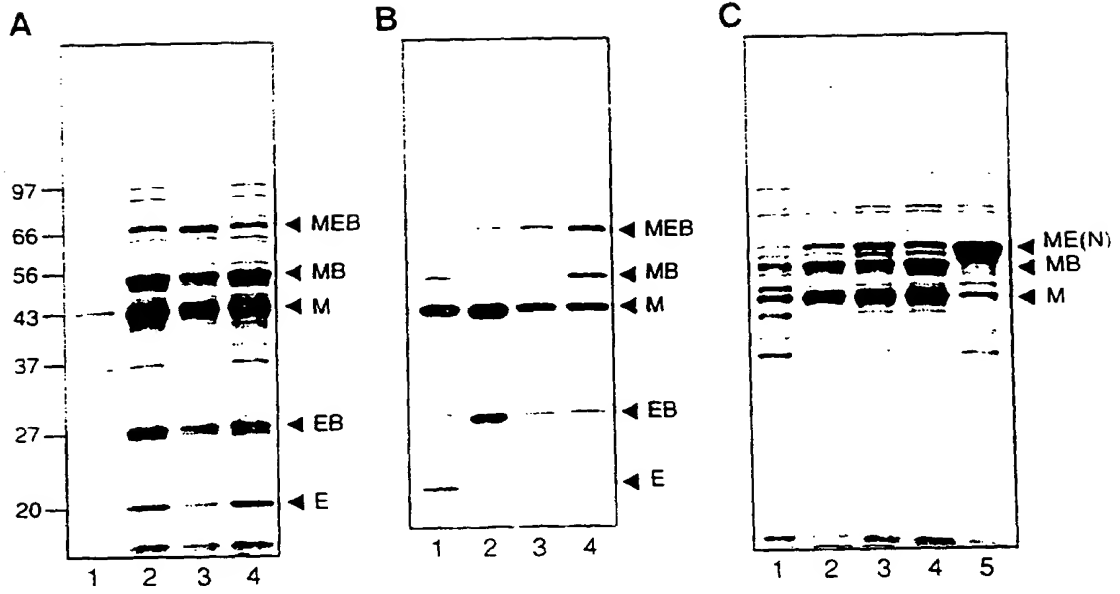 A
97
66
56
43
37
27
20
◄ MEB
◄ MB
◄ M
◄ EB
◄ E
1 2 3 4
B
◄ MEB
◄ MB
◄ M
◄ EB
◄ E
1 2 3 4
C
◄ ME(N)
◄ MB
◄ M
1 2 3 4 5